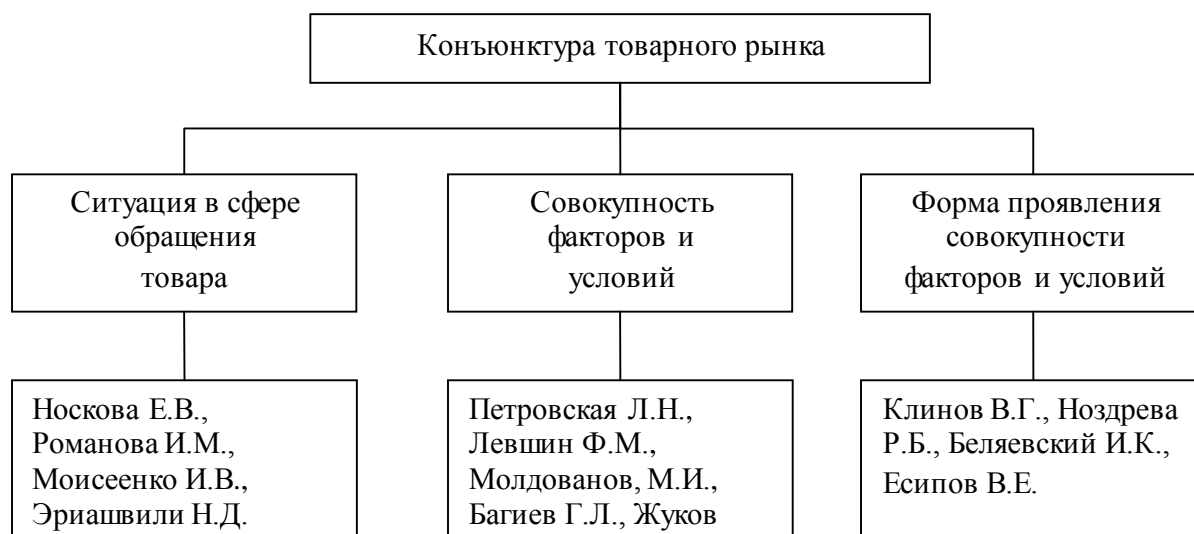 Конъюнктура товарного рынка
Ситуация в сфере
обращения
товара
Совокупность
факторов и
условий
Форма проявления
совокупности
факторов и условий
Носкова Е.В.,
Романова И.М.,
Моисеенко И.В.,
Эриашвили Н.Д.
Петровская Л.Н.,
Левшин Ф.М.,
Молдованов, М.И.,
Багиев Г.Л., Жуков
Клинов В.Г., Ноздрева
Р.Б., Беляевский И.К.,
Есипов В.Е.